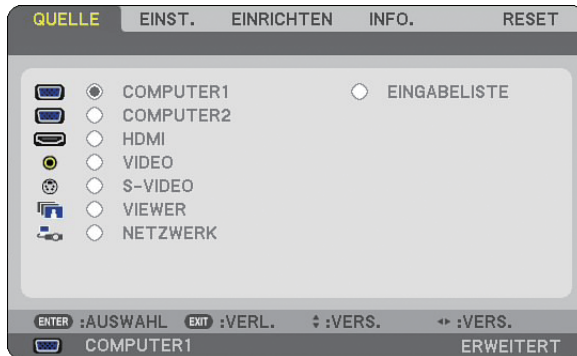 QUELLE EINST. EINRICHTEN INFO. RESET
COMPUTER1 EINGABELISTE
COMPUTER2
HDMI
VIDEO
S-VIDEO
VIEWER
NETZWERK
ENTER :AUSWAHL EXIT :VERL. :VERS. :VERS.
COMPUTER1 ERWEITERT